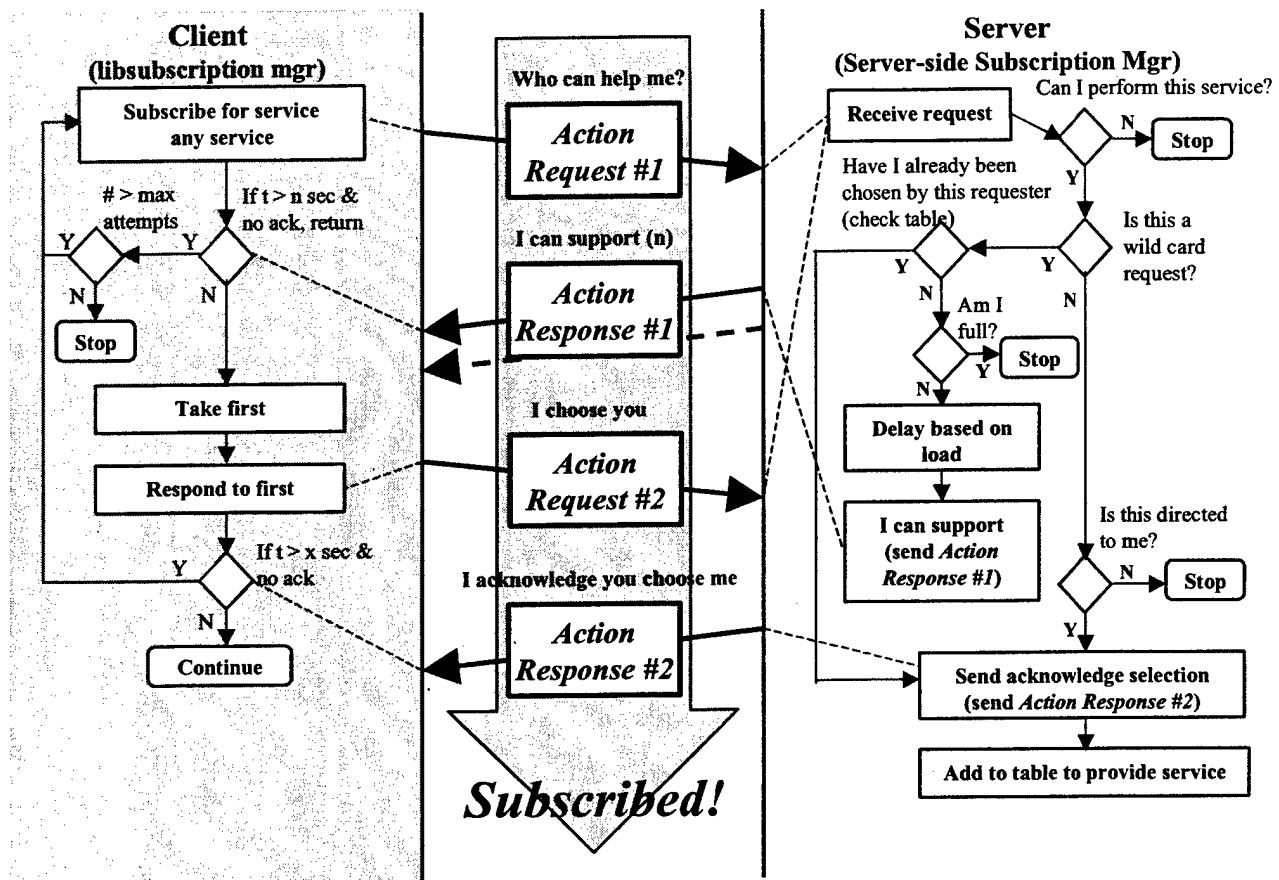 Client
(libsubscription mgr)
Subscribe for service
any service
# > max
attempts
If t > n sec &
no ack, return
Y
Y
N
N
Stop
Take first
Respond to first
If t > x sec &
no ack
Y
N
Continue
Who can help me?
Action
Request #1
I can support (n)
Action
Response #1
I choose you
Action
Request #2
I acknowledge you choose me
Action
Response #2
Subscribed!
Server
(Server-side Subscription Mgr)
Can I perform this service?
Receive request
N
Stop
Y
Have I already been
chosen by this requester
(check table)
Is this a
wild card
request?
Y
Y
N
N
Am I
full?
Stop
Y
N
Delay based on
load
I can support
(send Action
Response #1)
Is this directed
to me?
N
Stop
Y
Send acknowledge selection
(send Action Response #2)
Add to table to provide service